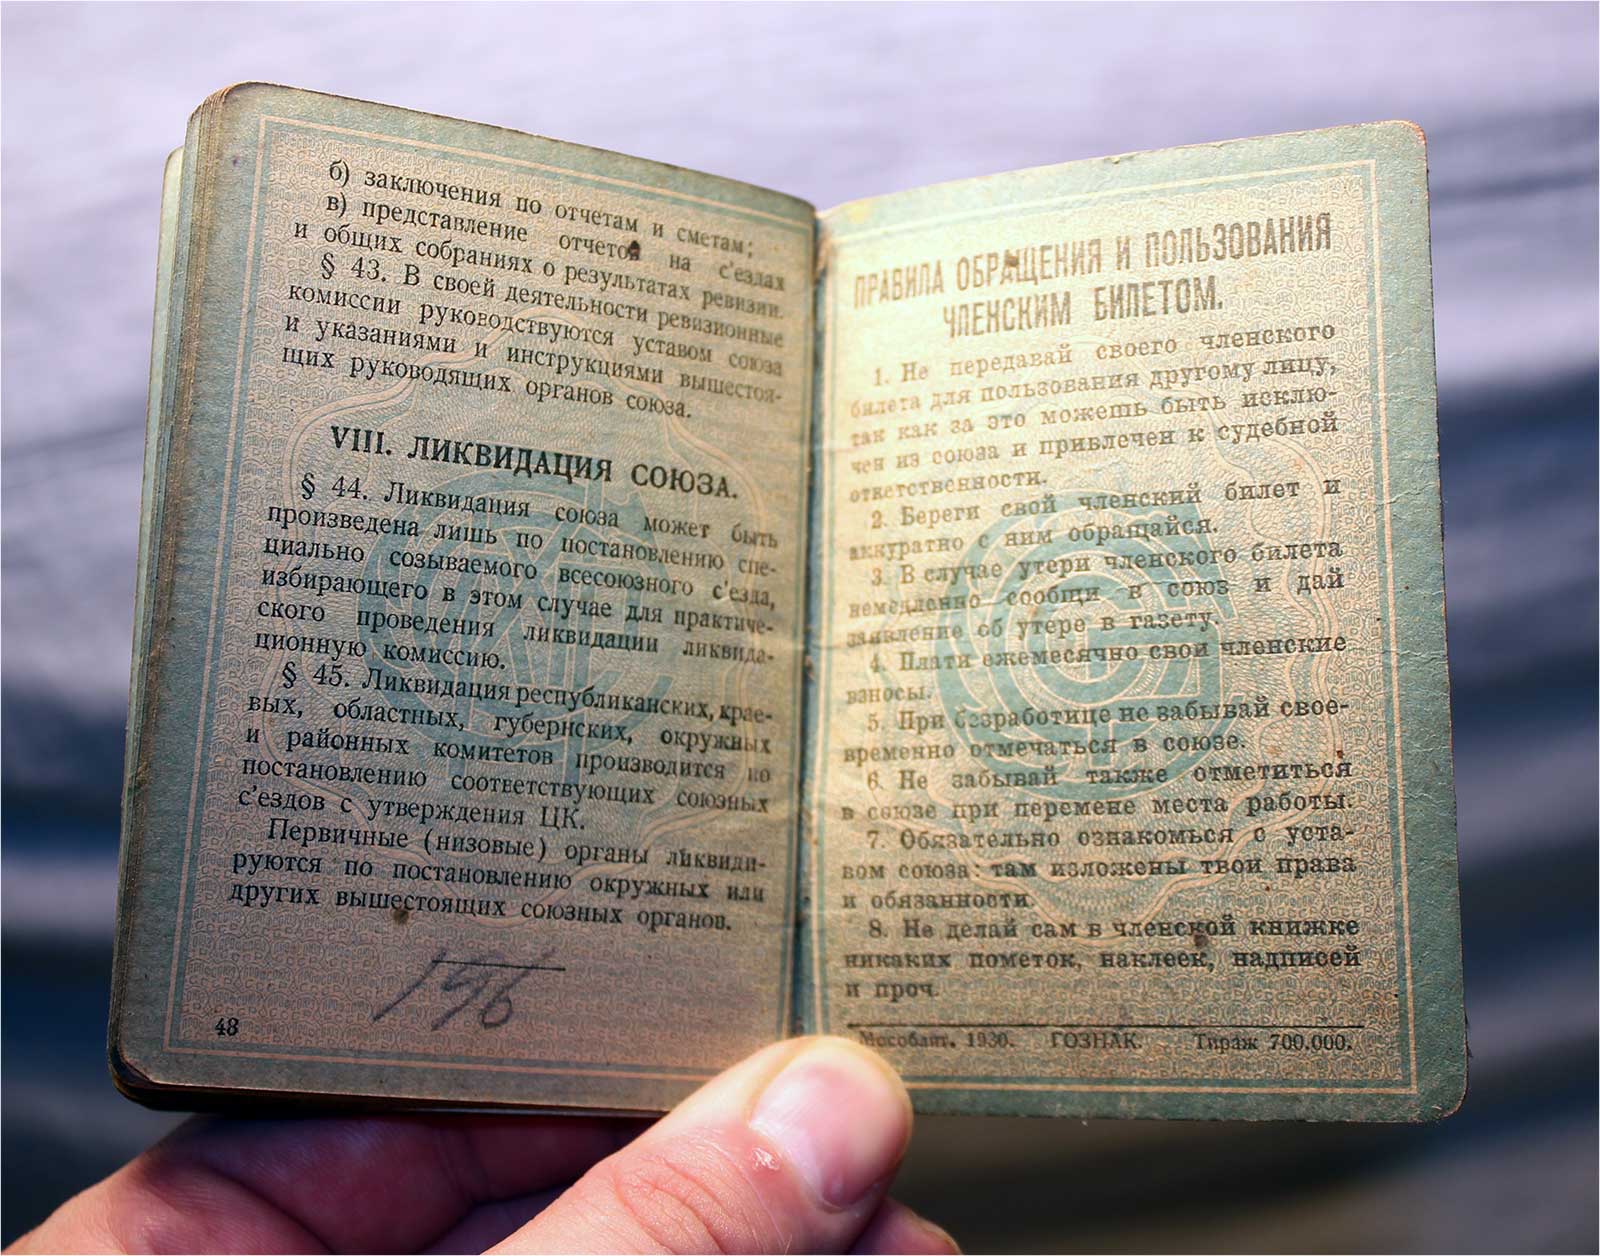 б) заключения по отчетам и сметам;
в) представление отчетов на с'ездах
и общих собраниях о результатах ревизии.
§ 43. В своей деятельности ревизионные
комиссии руководствуются уставом союза
и указаниями и инструкциями вышестоя-
щих руководящих органов союза.
VIII. ЛИКВИДАЦИЯ СОЮЗА.
§ 44. Ликвидация союза может быть
произведена лишь по постановлению спе-
циально созываемого всесоюзного с'езда,
избирающего в этом случае для практиче-
ского проведения ликвидации ликвида-
ционную комиссию.
§ 45. Ликвидация республиканских, крае-
вых, областных, губернских, окружных
и районных комитетов производится по
постановлению соответствующих союзных
с'ездов с утверждения ЦК.
Первичные (низовые) органы ликвиди-
руются по постановлению окружных или
других вышестоящих союзных органов.
196
48
ПРАВИЛА ОБРАЩЕНИЯ И ПОЛЬЗОВАНИЯ
ЧЛЕНСКИМ БИЛЕТОМ.
1. Не передавай своего членского
билета для пользования другому лицу,
так как за это можешь быть исклю-
чен из союза и привлечен к судебной
ответственности.
2. Береги свой членский билет и
аккуратно с ним обращайся.
3. В случае утери членского билета
немедленно сообщи в союз и дай
заявление об утере в газету.
4. Плати ежемесячно свои членские
взносы.
5. При безработице не забывай свое-
временно отмечаться в союзе.
6. Не забывай также отметиться
в союзе при перемене места работы.
7. Обязательно ознакомься с уста-
вом союза: там изложены твои права
и обязанности.
8. Не делай сам в членской книжке
никаких пометок, наклеек, надписей
и проч.
Мособлит. 1930. ГОЗНАК. Тираж 700.000.